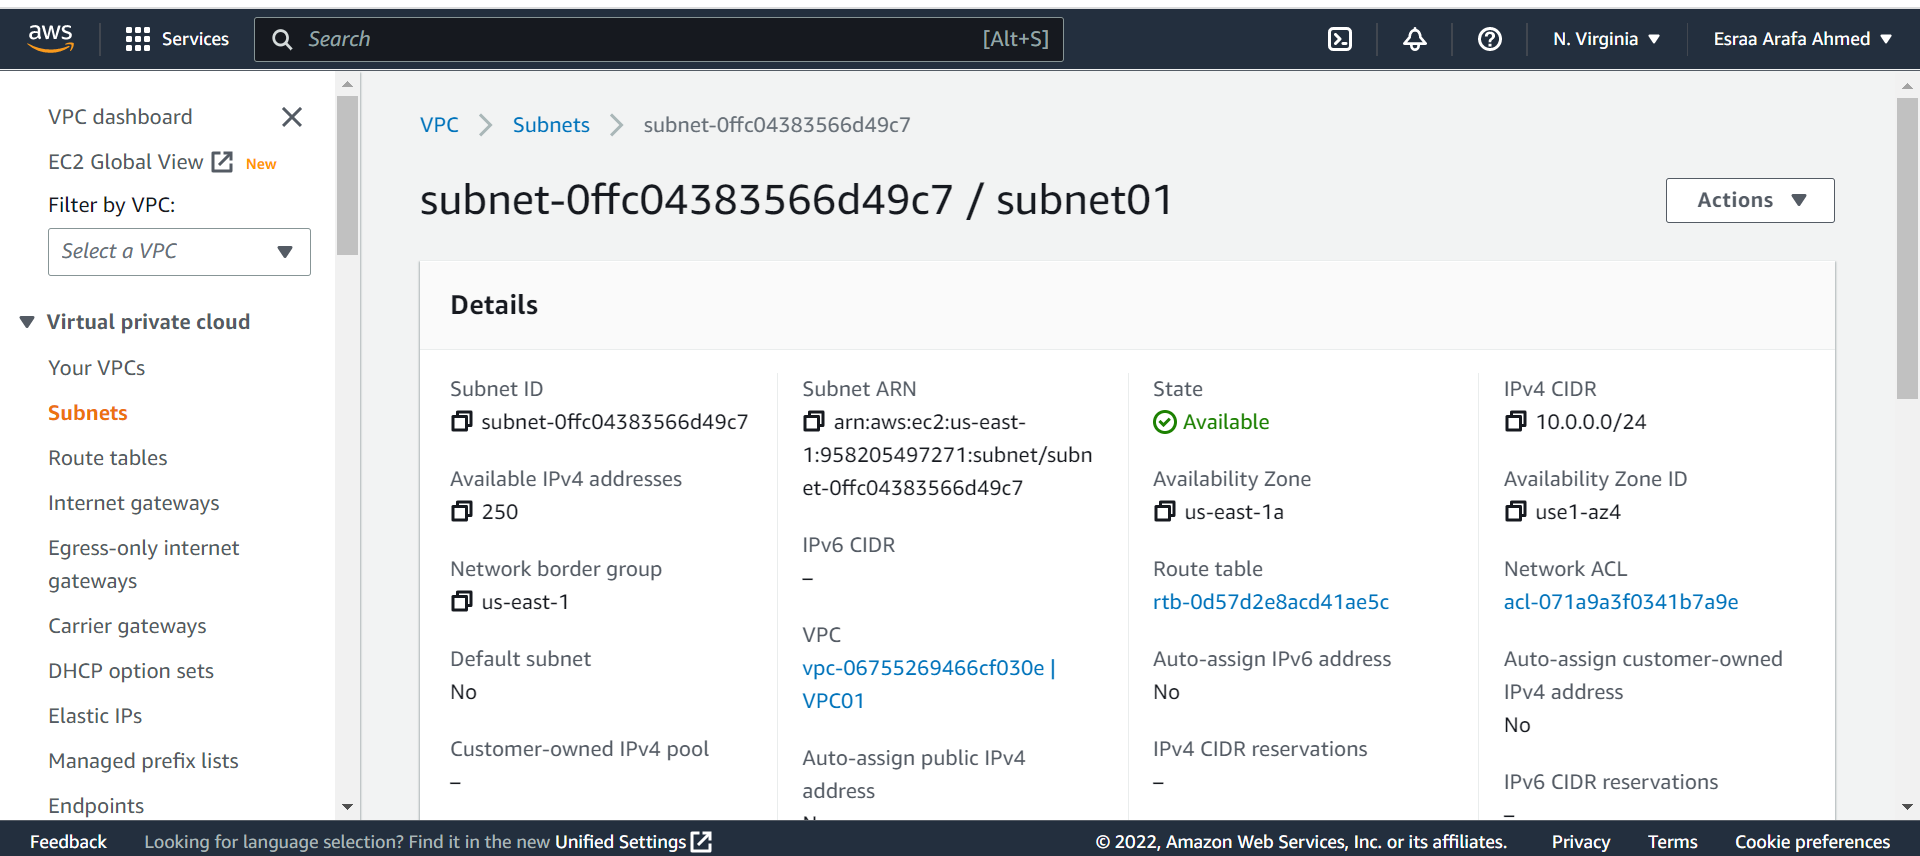 aws
Services
Search [Alt+S]
N. Virginia
Esraa Arafa Ahmed
VPC dashboard
EC2 Global View New
Filter by VPC:
Select a VPC
Virtual private cloud
Your VPCs
Subnets
Route tables
Internet gateways
Egress-only internet
gateways
Carrier gateways
DHCP option sets
Elastic IPs
Managed prefix lists
Endpoints
VPC Subnets subnet-0ffc04383566d49c7
subnet-0ffc04383566d49c7 / subnet01
Actions
Details
Subnet ID
subnet-0ffc04383566d49c7
Available IPv4 addresses
250
Network border group
us-east-1
Default subnet
No
Customer-owned IPv4 pool
–
Subnet ARN
arn:aws:ec2:us-east-
1:958205497271:subnet/subn
et-0ffc04383566d49c7
IPv6 CIDR
–
VPC
vpc-06755269466cf030e |
VPC01
Auto-assign public IPv4
address
State
Available
Availability Zone
us-east-1a
Route table
rtb-0d57d2e8acd41ae5c
Auto-assign IPv6 address
No
IPv4 CIDR reservations
–
IPv4 CIDR
10.0.0.0/24
Availability Zone ID
use1-az4
Network ACL
acl-071a9a3f0341b7a9e
Auto-assign customer-owned
IPv4 address
No
IPv6 CIDR reservations
–
Feedback
Looking for language selection? Find it in the new Unified Settings
© 2022, Amazon Web Services, Inc. or its affiliates.
Privacy
Terms
Cookie preferences